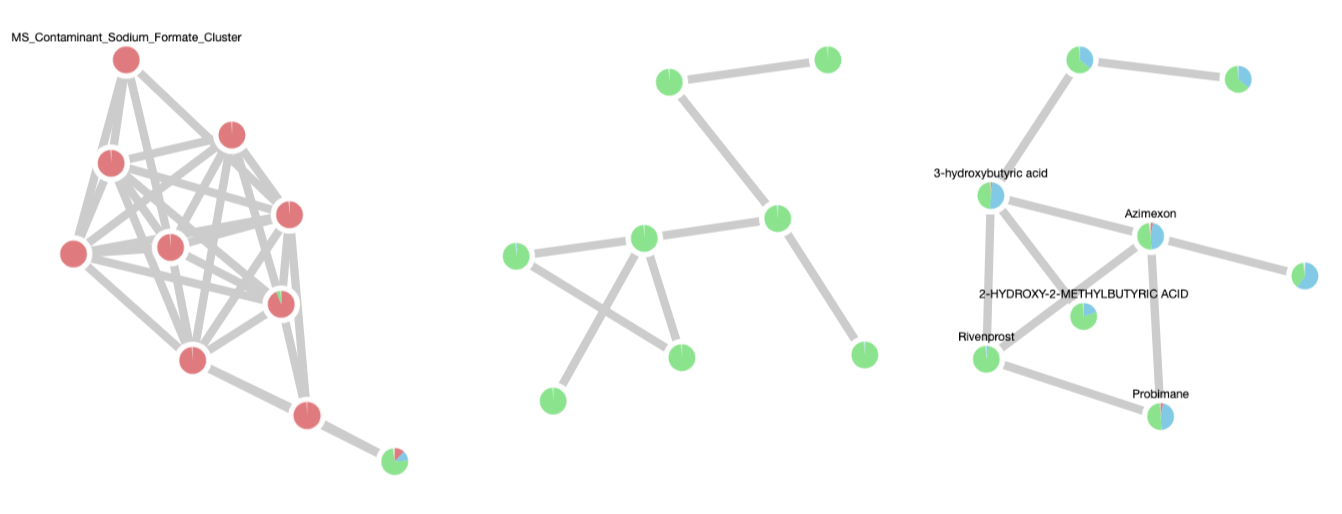 MS_Contaminant_Sodium_Formate_Cluster
3-hydroxybutyric acid
Azimexon
2-HYDROXY-2-METHYLBUTYRIC ACID
Rivenprost
Probimane